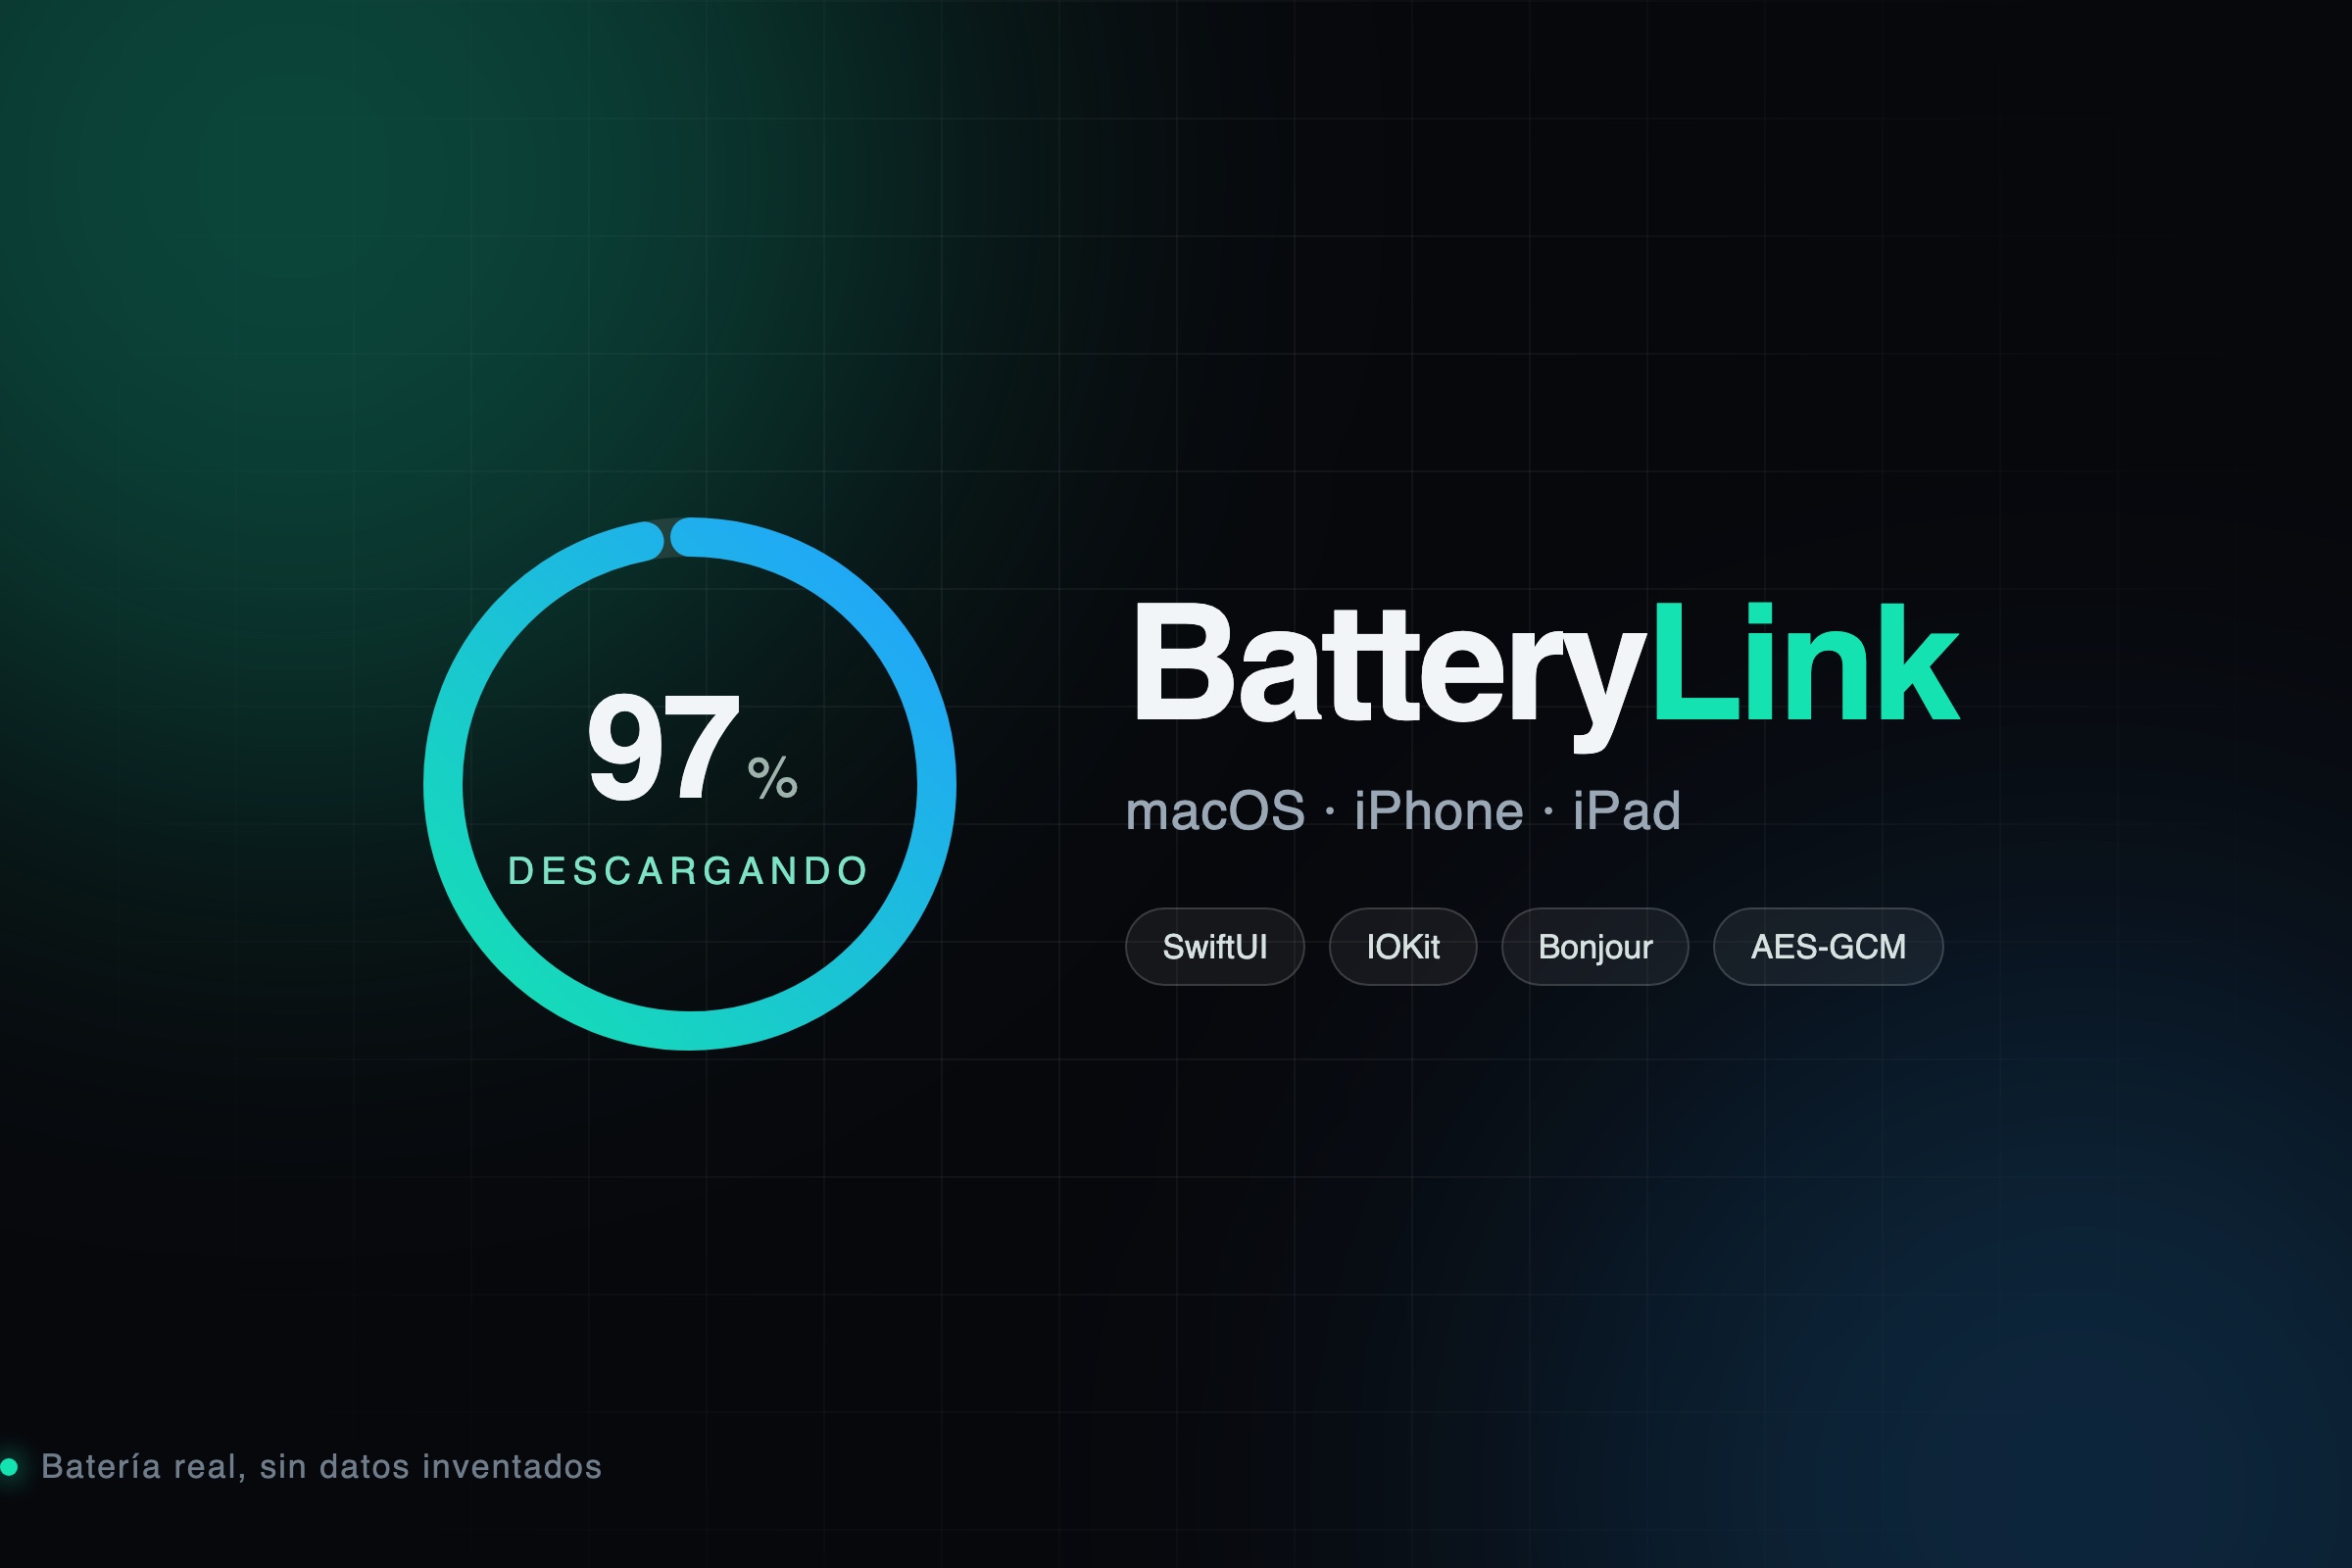 97%
DESCARGANDO
BatteryLink
macOS · iPhone · iPad
SwiftUI IOKit Bonjour AES-GCM
Batería real, sin datos inventados